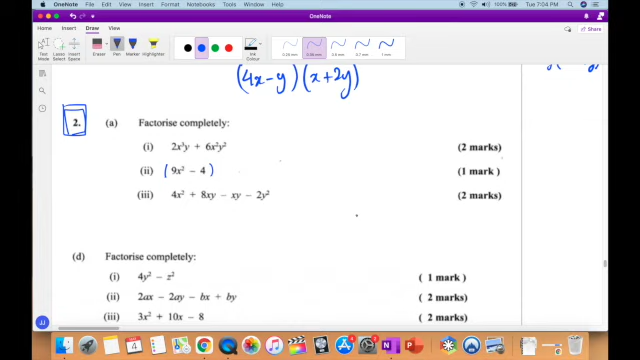 OneNote File Edit View Insert Format Notebooks Tools Window Help 100% Tue 7:04 PM
OneNote
Home Insert Draw View Class Notebook
Text Mode Lasso Select Insert Space Eraser Pen Marker Highlighter Ink Colour 0.25 mm 0.35 mm 0.5 mm 0.7 mm 1 mm
(4x-y)(x+2y)
2. (a) Factorise completely:
(i) 2x³y + 6x²y² (2 marks)
(ii) (9x² − 4) (1 mark)
(iii) 4x² + 8xy − xy − 2y² (2 marks)
(d) Factorise completely:
(i) 4y² − z² ( 1 mark)
(ii) 2ax − 2ay − bx + by ( 2 marks)
(iii) 3x² + 10x − 8 ( 2 marks)
JJ